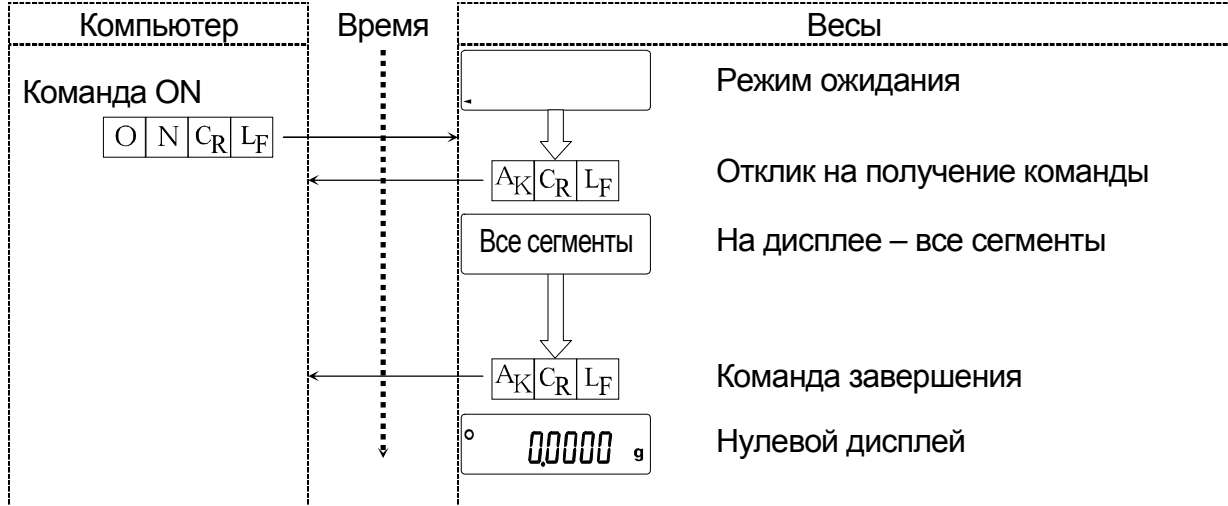 Компьютер Время Весы
Режим ожидания
Команда ON
O N CR LF
Отклик на получение команды
AK CR LF
Все сегменты На дисплее – все сегменты
AK CR LF Команда завершения
0.0000 g Нулевой дисплей